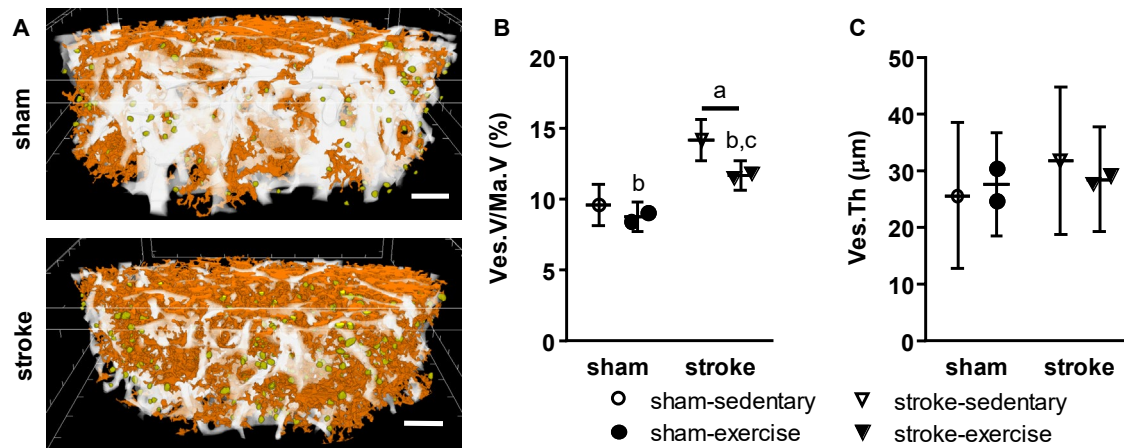 A
sham
stroke
B
Ves.V/Ma.V (%)
20
15
10
5
0
a
b,c
b
sham stroke
C
Ves.Th (μm)
50
40
30
20
10
0
sham stroke
sham-sedentary
sham-exercise
stroke-sedentary
stroke-exercise